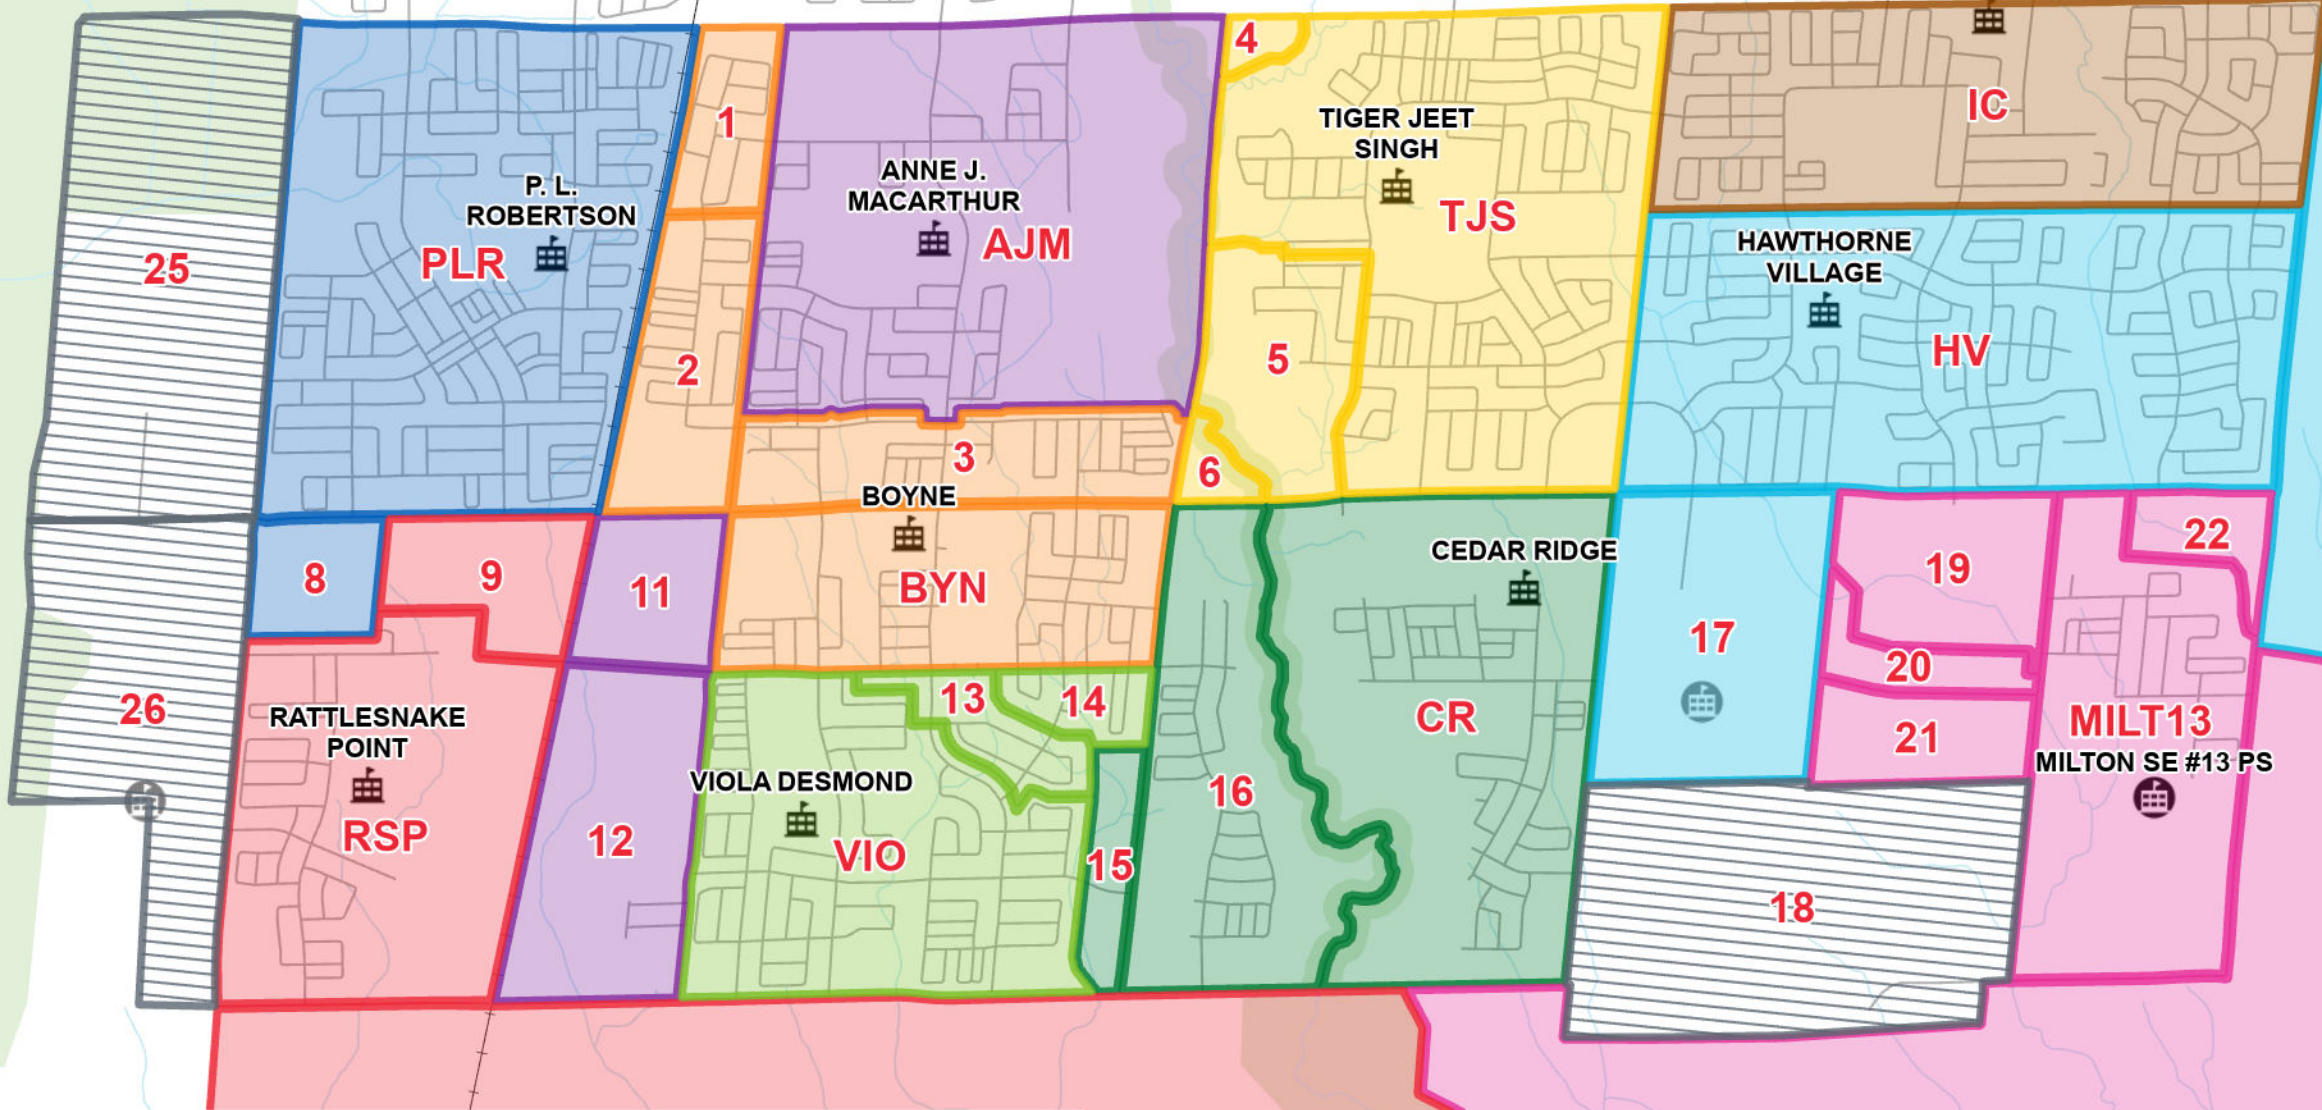 4
IC
1
TIGER JEET
SINGH
ANNE J.
MACARTHUR
P. L.
ROBERTSON
TJS
AJM
HAWTHORNE
VILLAGE
PLR
25
HV
5
2
3
6
BOYNE
22
CEDAR RIDGE
19
8
9
11
BYN
17
20
13
14
26
RATTLESNAKE
POINT
CR
MILT13
21
MILTON SE #13 PS
VIOLA DESMOND
16
RSP
12
VIO
15
18